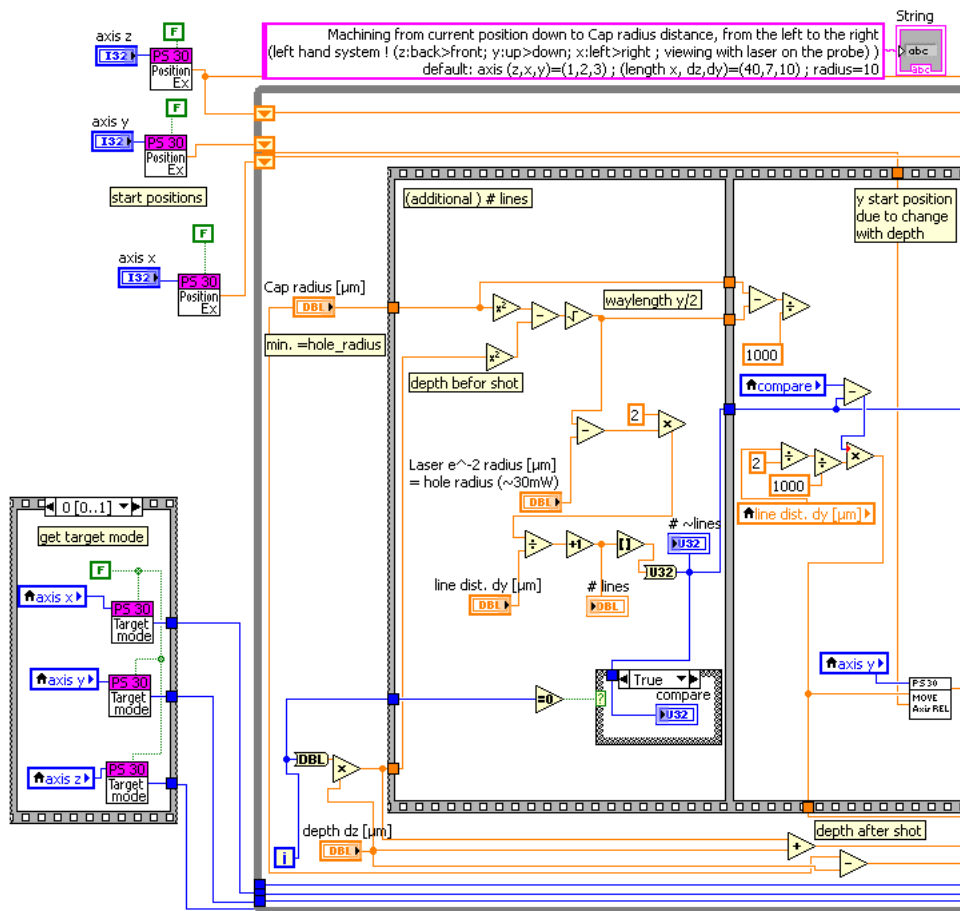 String
abc
abc
Machining from current position down to Cap radius distance, from the left to the right
(left hand system ! (z:back>front; y:up>down; x:left>right ; viewing with laser on the probe) )
default: axis (z,x,y)=(1,2,3) ; (length x, dz,dy)=(40,7,10) ; radius=10
axis z
I32
F
PS 30
Position
Ex
axis y
I32
F
PS 30
Position
Ex
start positions
axis x
I32
F
PS 30
Position
Ex
(additional ) # lines
y start position
due to change
with depth
Cap radius [µm]
DBL
min. =hole_radius
x²
x²
depth befor shot
waylength y/2
1000
compare
2
Laser e^-2 radius [µm]
= hole radius (~30mW)
DBL
2
1000
line dist. dy [µm]
+1
[ ]
# ~lines
U32
U32
line dist. dy [µm]
DBL
# lines
DBL
0 [0..1]
get target mode
F
axis x
PS 30
Target
mode
axis y
PS 30
Target
mode
axis z
PS 30
Target
mode
=0
?
True
compare
U32
axis y
PS30
MOVE
Axir REL
DBL
depth dz [µm]
DBL
i
depth after shot